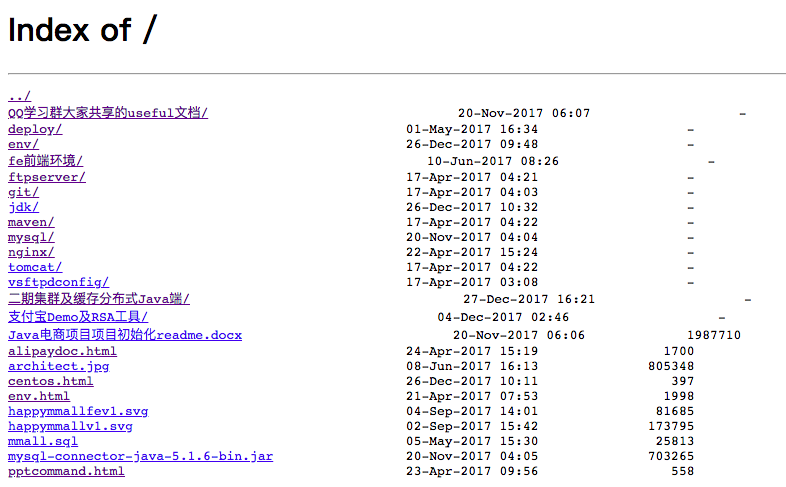 Index of /
../
QQ学习群大家共享的useful文档/ 20-Nov-2017 06:07 -
deploy/ 01-May-2017 16:34 -
env/ 26-Dec-2017 09:48 -
fe前端环境/ 10-Jun-2017 08:26 -
ftpserver/ 17-Apr-2017 04:21 -
git/ 17-Apr-2017 04:03 -
jdk/ 26-Dec-2017 10:32 -
maven/ 17-Apr-2017 04:22 -
mysql/ 20-Nov-2017 04:04 -
nginx/ 22-Apr-2017 15:24 -
tomcat/ 17-Apr-2017 04:22 -
vsftpdconfig/ 17-Apr-2017 03:08 -
二期集群及缓存分布式Java端/ 27-Dec-2017 16:21 -
支付宝Demo及RSA工具/ 04-Dec-2017 02:46 -
Java电商项目项目初始化readme.docx 20-Nov-2017 06:06 1987710
alipaydoc.html 24-Apr-2017 15:19 1700
architect.jpg 08-Jun-2017 16:13 805348
centos.html 26-Dec-2017 10:11 397
env.html 21-Apr-2017 07:53 1998
happymmallfev1.svg 04-Sep-2017 14:01 81685
happymmallv1.svg 02-Sep-2017 15:42 173795
mmall.sql 05-May-2017 15:30 25813
mysql-connector-java-5.1.6-bin.jar 20-Nov-2017 04:05 703265
pptcommand.html 23-Apr-2017 09:56 558